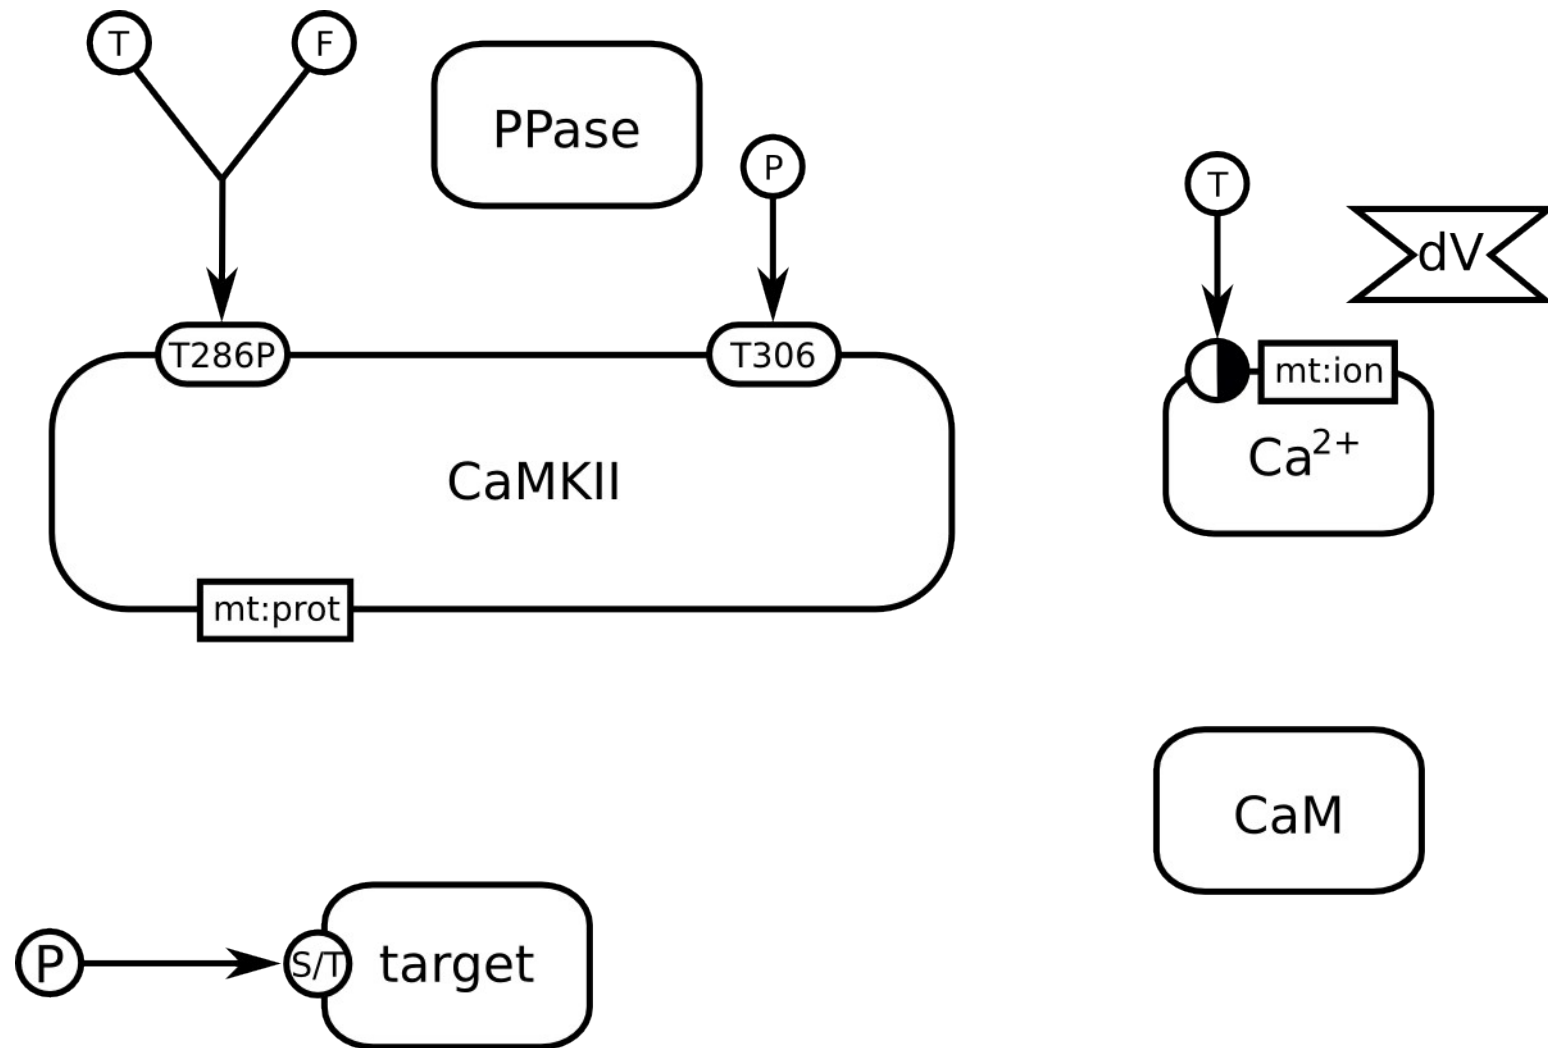 T
F
PPase
P
T
dV
T286P
T306
mt:ion
Ca²⁺
CaMKII
mt:prot
CaM
P
S/T
target